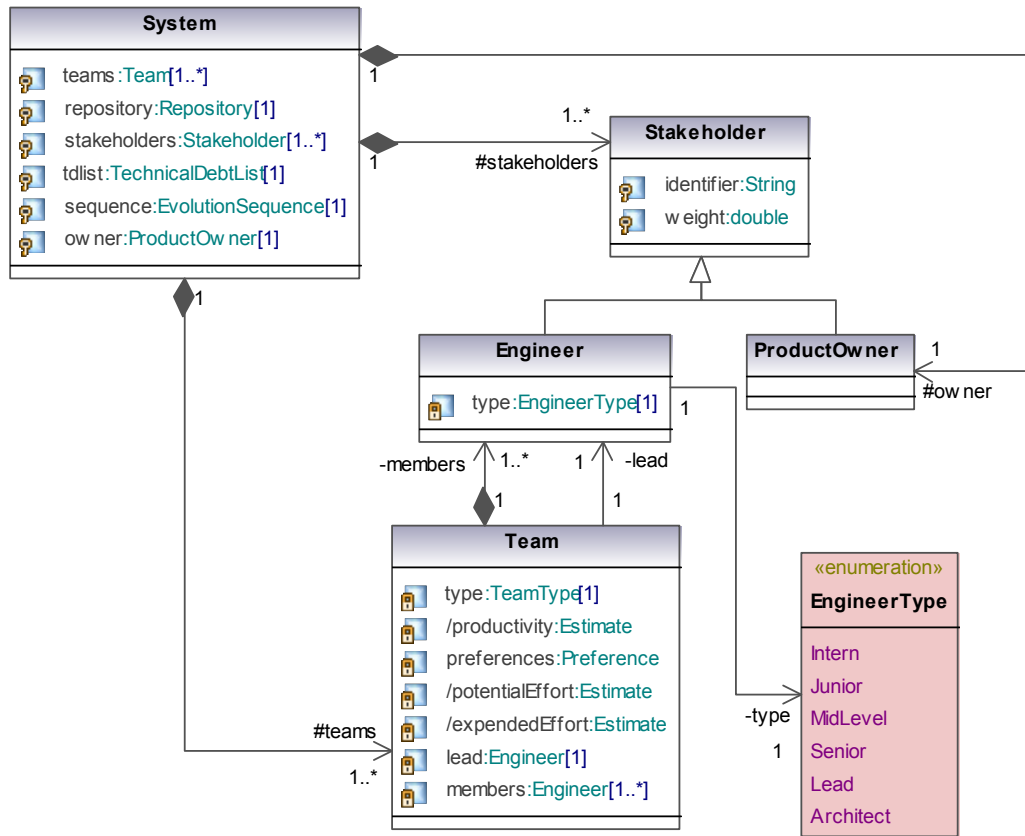 System
teams:Team[1..*]
repository:Repository[1]
stakeholders:Stakeholder[1..*]
tdlist:TechnicalDebtList[1]
sequence:EvolutionSequence[1]
owner:ProductOwner[1]
1
1
1..*
#stakeholders
Stakeholder
identifier:String
weight:double
1
Engineer
type:EngineerType[1]
ProductOwner
1
#owner
1
-members
1..*
1
-lead
1
1
Team
type:TeamType[1]
/productivity:Estimate
preferences:Preference
/potentialEffort:Estimate
/expendedEffort:Estimate
lead:Engineer[1]
members:Engineer[1..*]
#teams
1..*
-type
1
«enumeration»
EngineerType
Intern
Junior
MidLevel
Senior
Lead
Architect